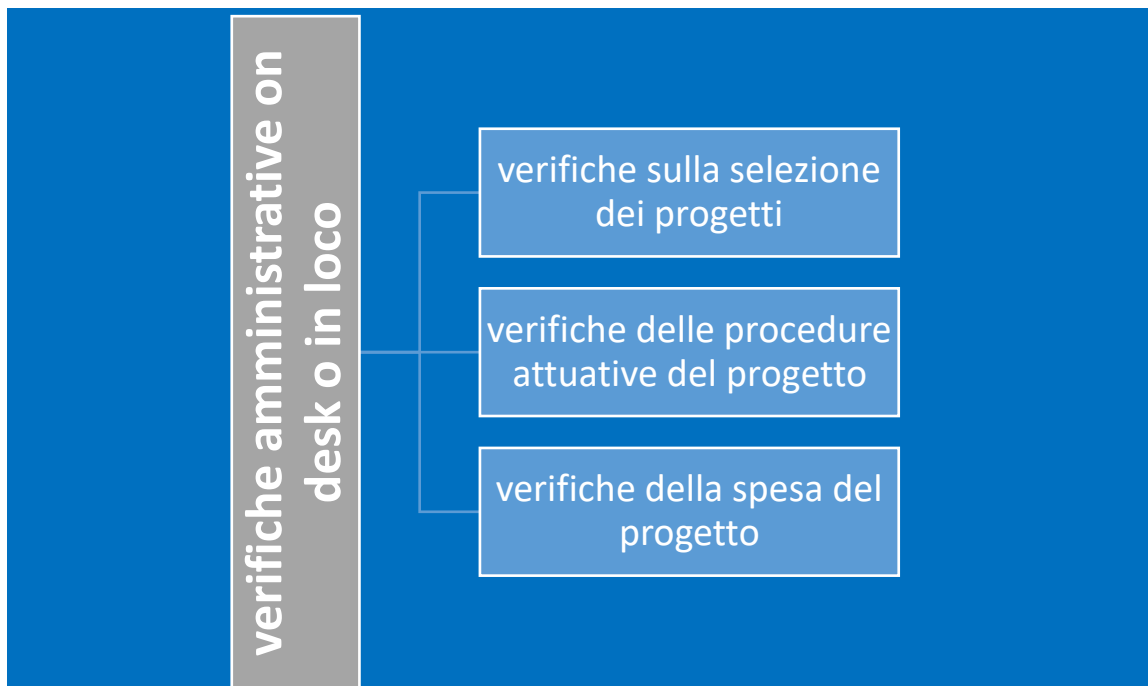 verifiche amministrative on
desk o in loco
verifiche sulla selezione
dei progetti
verifiche delle procedure
attuative del progetto
verifiche della spesa del
progetto